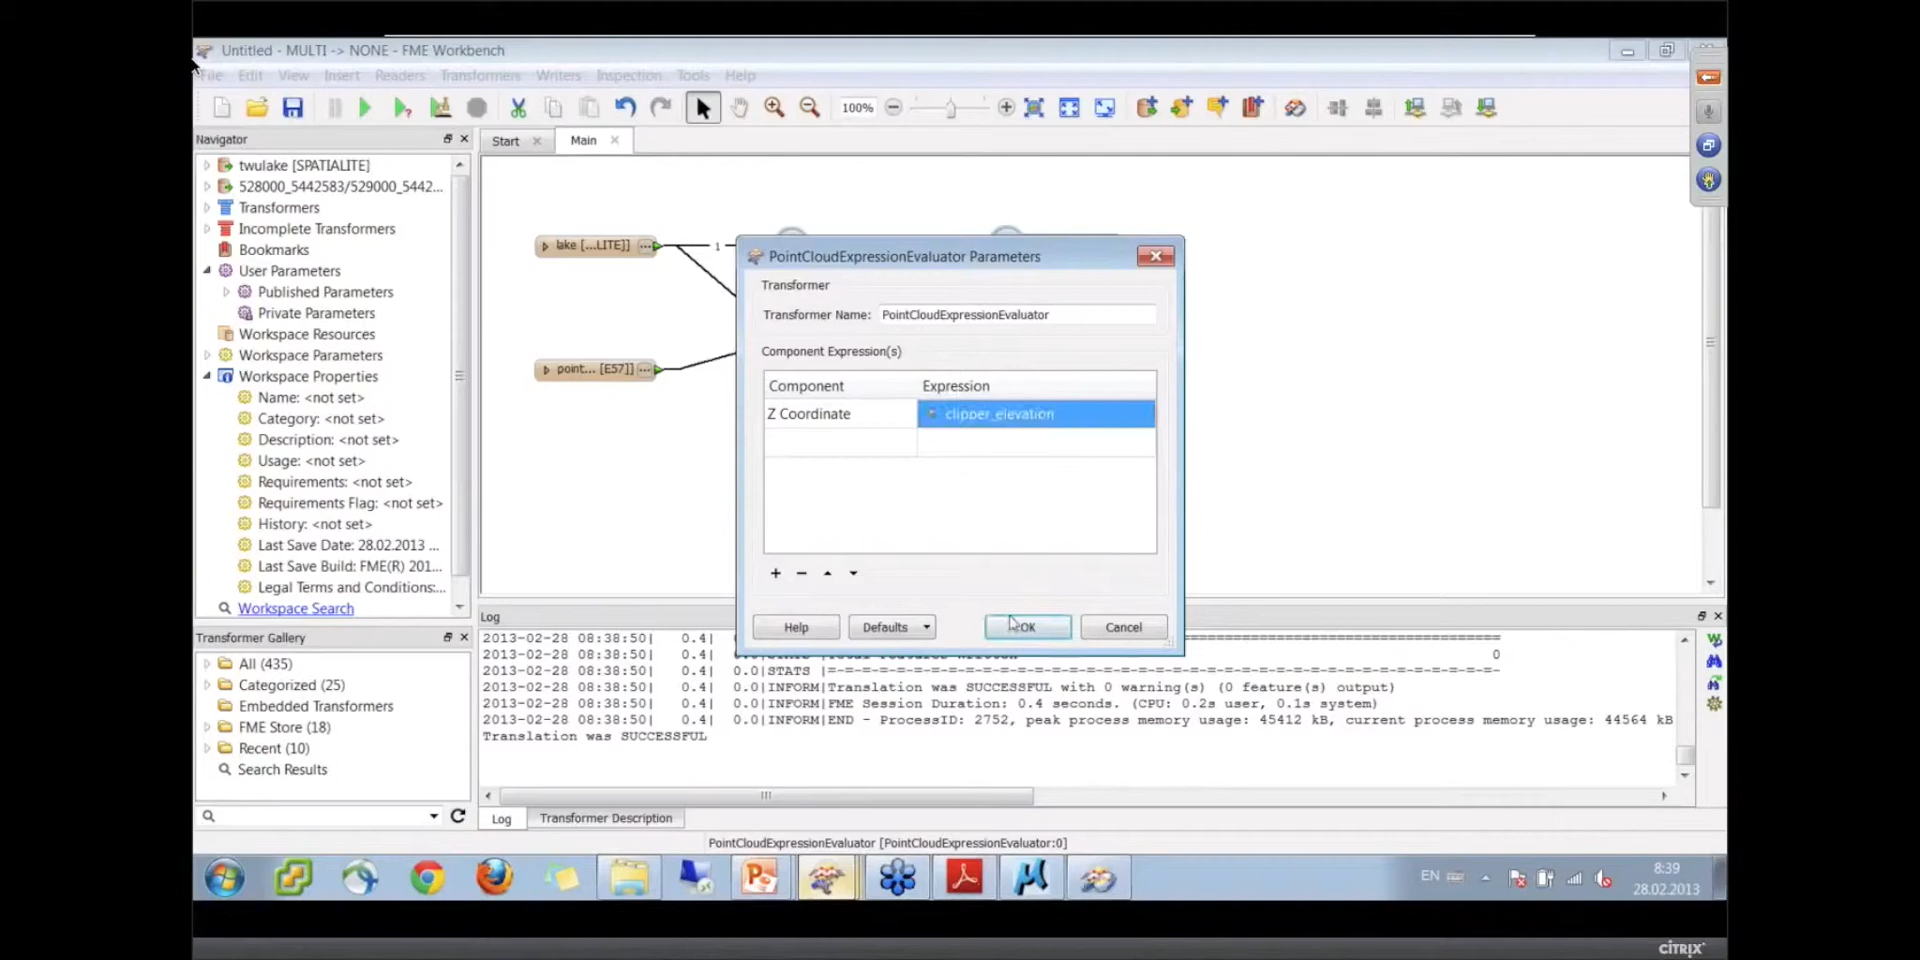 Untitled - MULTI -> NONE - FME Workbench
File Edit View Insert Readers Transformers Writers Inspection Tools Help
100%
Navigator
Start
Main
twulake [SPATIALITE]
528000_5442583/529000_5442...
Transformers
Incomplete Transformers
Bookmarks
User Parameters
Published Parameters
Private Parameters
Workspace Resources
Workspace Parameters
Workspace Properties
Name: <not set>
Category: <not set>
Description: <not set>
Usage: <not set>
Requirements: <not set>
Requirements Flag: <not set>
History: <not set>
Last Save Date: 28.02.2013 ...
Last Save Build: FME(R) 201...
Legal Terms and Conditions:...
Workspace Search
lake [...LITE]]
1
point... [E57]]
PointCloudExpressionEvaluator Parameters
Transformer
Transformer Name: PointCloudExpressionEvaluator
Component Expression(s)
Component Expression
Z Coordinate clipper_elevation
Help Defaults OK Cancel
Transformer Gallery
All (435)
Categorized (25)
Embedded Transformers
FME Store (18)
Recent (10)
Search Results
Log
2013-02-28 08:38:50| 0.4| =============================
2013-02-28 08:38:50| 0.4| 0
2013-02-28 08:38:50| 0.4| 0.0|STATS |=-=-=-=-=-=-=-=-=-=-=-=-=-=-=-=-=-=-=-=-=-=-=-=-=-=-=-=-=-=-=-=-=-=-=-=-=-=-=-=-=-
2013-02-28 08:38:50| 0.4| 0.0|INFORM|Translation was SUCCESSFUL with 0 warning(s) (0 feature(s) output)
2013-02-28 08:38:50| 0.4| 0.0|INFORM|FME Session Duration: 0.4 seconds. (CPU: 0.2s user, 0.1s system)
2013-02-28 08:38:50| 0.4| 0.0|INFORM|END - ProcessID: 2752, peak process memory usage: 45412 kB, current process memory usage: 44564 kB
Translation was SUCCESSFUL
Log Transformer Description
PointCloudExpressionEvaluator [PointCloudExpressionEvaluator:0]
EN
8:39
28.02.2013
CİTRIX